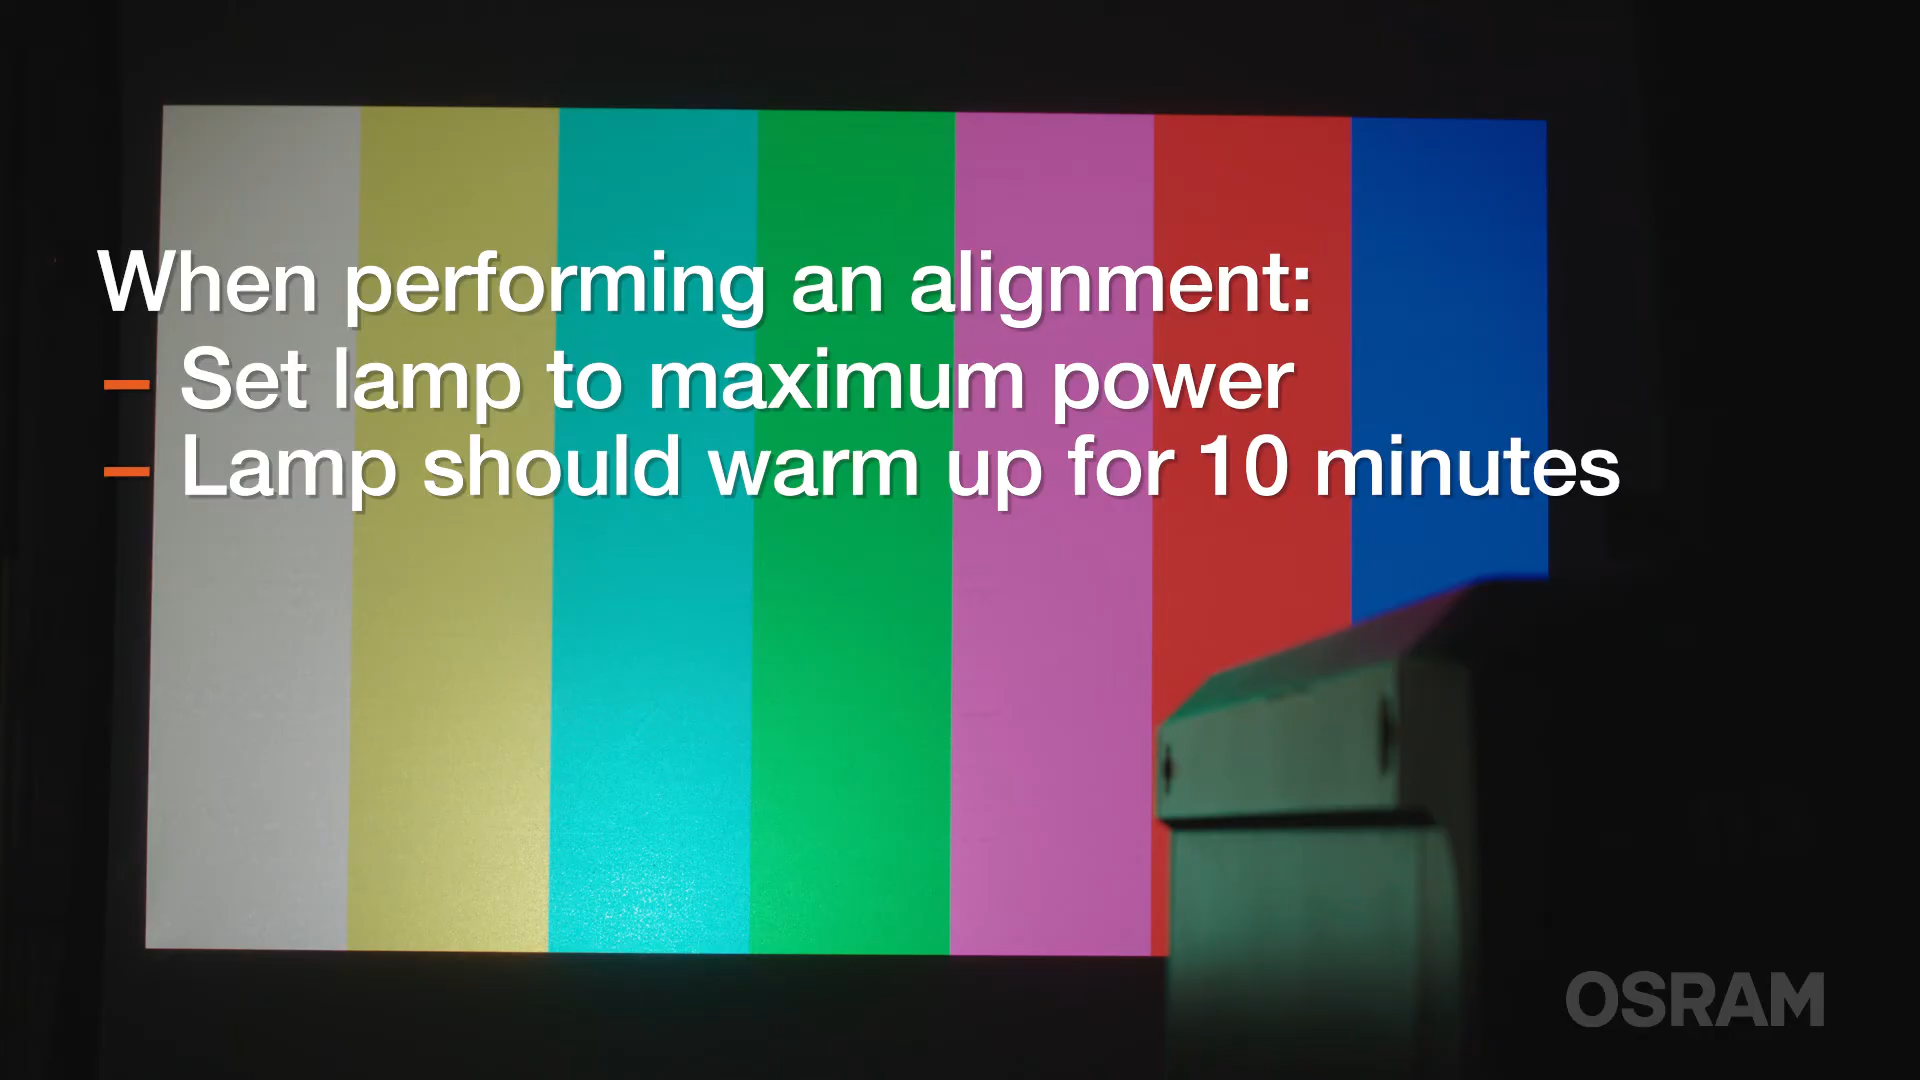 When performing an alignment:
– Set lamp to maximum power
– Lamp should warm up for 10 minutes
OSRAM